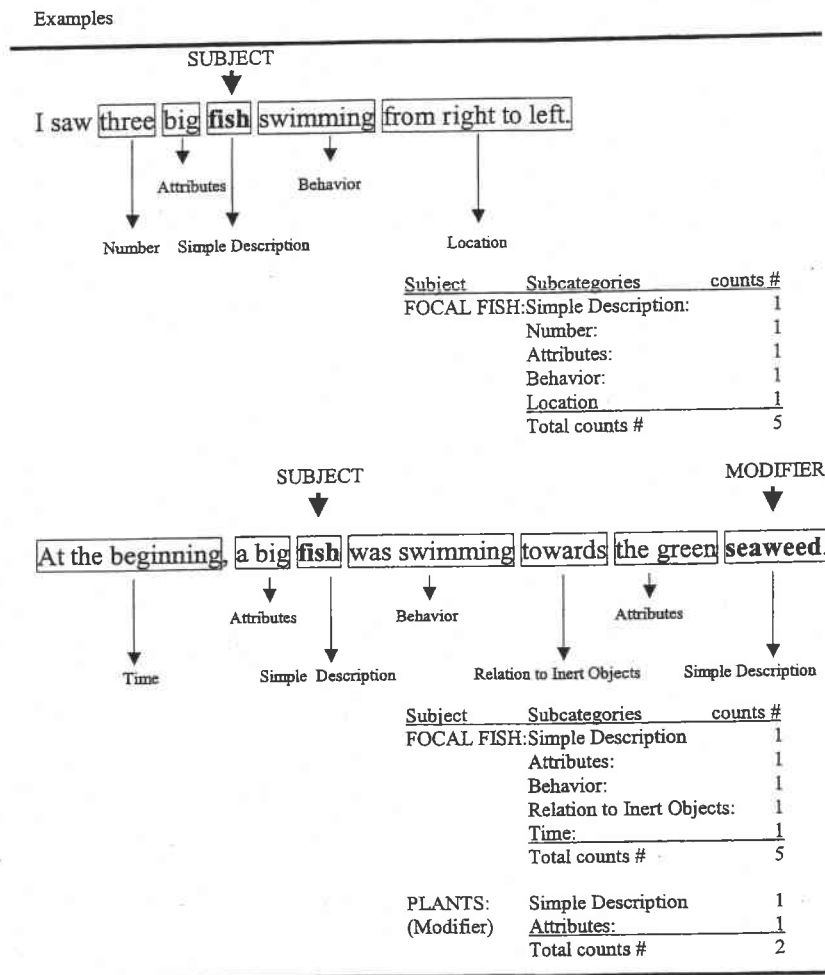 Examples
SUBJECT
I saw three big fish swimming from right to left.
Attributes Behavior
Number Simple Description Location
Subject Subcategories counts #
FOCAL FISH:Simple Description: 1
Number: 1
Attributes: 1
Behavior: 1
Location 1
Total counts # 5
SUBJECT MODIFIER
At the beginning, a big fish was swimming towards the green seaweed.
Attributes Behavior Attributes
Time Simple Description Relation to Inert Objects Simple Description
Subject Subcategories counts #
FOCAL FISH:Simple Description 1
Attributes: 1
Behavior: 1
Relation to Inert Objects: 1
Time: 1
Total counts # 5
PLANTS: Simple Description 1
(Modifier) Attributes: 1
Total counts # 2